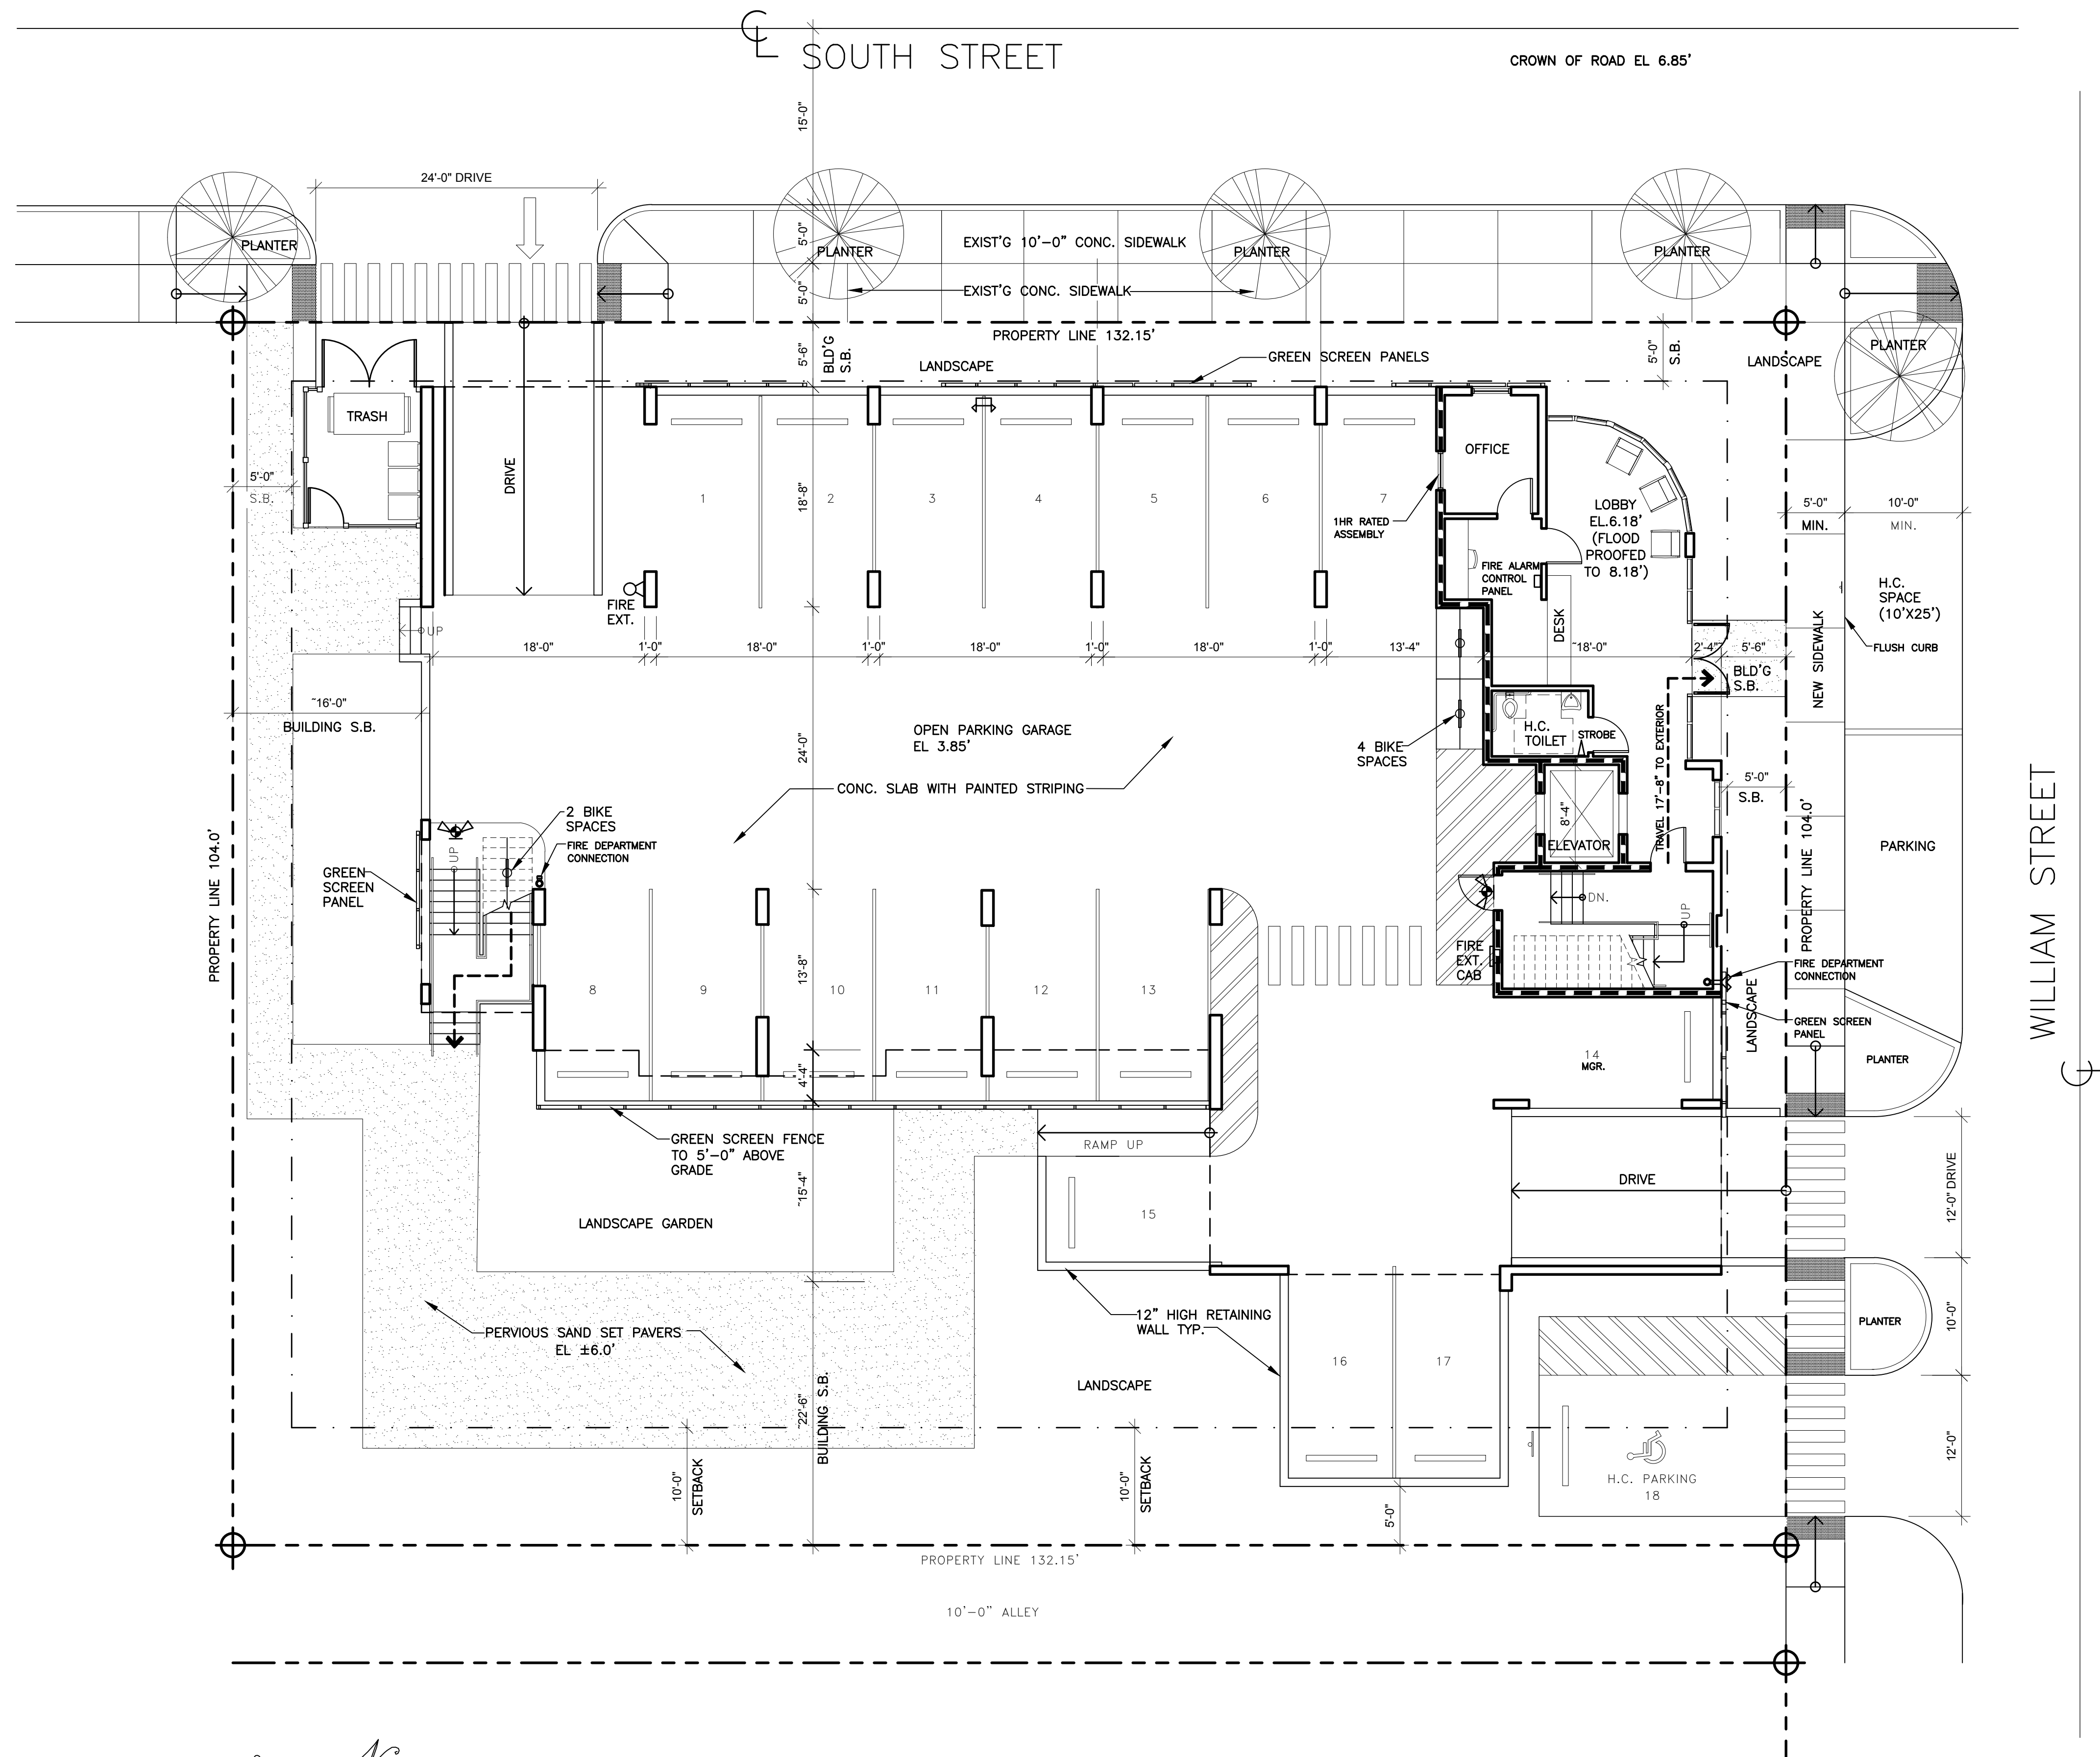 SOUTH STREET
CROWN OF ROAD EL 6.85'
15'-0"
24'-0" DRIVE
PLANTER
PLANTER
PLANTER
PLANTER
5'-0"
EXIST'G 10'-0" CONC. SIDEWALK
5'-0"
EXIST'G CONC. SIDEWALK
PROPERTY LINE 132.15'
5'-6"
BLD'G
S.B.
LANDSCAPE
GREEN SCREEN PANELS
5'-0"
S.B.
LANDSCAPE
PLANTER
TRASH
DRIVE
5'-0"
S.B.
18'-8"
1
2
3
4
5
6
7
OFFICE
1HR RATED
ASSEMBLY
LOBBY
EL.6.18'
(FLOOD
PROOFED
TO 8.18')
5'-0"
MIN.
10'-0"
MIN.
FIRE ALARM
CONTROL
PANEL
DESK
H.C.
SPACE
(10'X25')
FLUSH CURB
NEW SIDEWALK
FIRE
EXT.
UP
18'-0"
1'-0"
18'-0"
1'-0"
18'-0"
1'-0"
18'-0"
1'-0"
13'-4"
~18'-0"
2'-4"
5'-6"
BLD'G
S.B.
~16'-0"
BUILDING S.B.
OPEN PARKING GARAGE
EL 3.85'
24'-0"
4 BIKE
SPACES
H.C.
TOILET
STROBE
TRAVEL 17'-8" TO EXTERIOR
5'-0"
S.B.
CONC. SLAB WITH PAINTED STRIPING
8'-4"
ELEVATOR
PROPERTY LINE 104.0'
PROPERTY LINE 104.0'
PARKING
WILLIAM STREET
2 BIKE
SPACES
FIRE DEPARTMENT
CONNECTION
UP
GREEN
SCREEN
PANEL
DN.
UP
FIRE
EXT.
CAB
FIRE DEPARTMENT
CONNECTION
LANDSCAPE
GREEN SCREEN
PANEL
PLANTER
13'-8"
8
9
10
11
12
13
14
MGR.
4'-4"
GREEN SCREEN FENCE
TO 5'-0" ABOVE
GRADE
RAMP UP
DRIVE
12'-0" DRIVE
~15'-4"
15
LANDSCAPE GARDEN
12" HIGH RETAINING
WALL TYP.
PERVIOUS SAND SET PAVERS
EL ±6.0'
16
17
PLANTER
10'-0"
LANDSCAPE
~22'-6"
BUILDING S.B.
10'-0"
SETBACK
10'-0"
SETBACK
5'-0"
H.C. PARKING
18
12'-0"
PROPERTY LINE 132.15'
10'-0" ALLEY